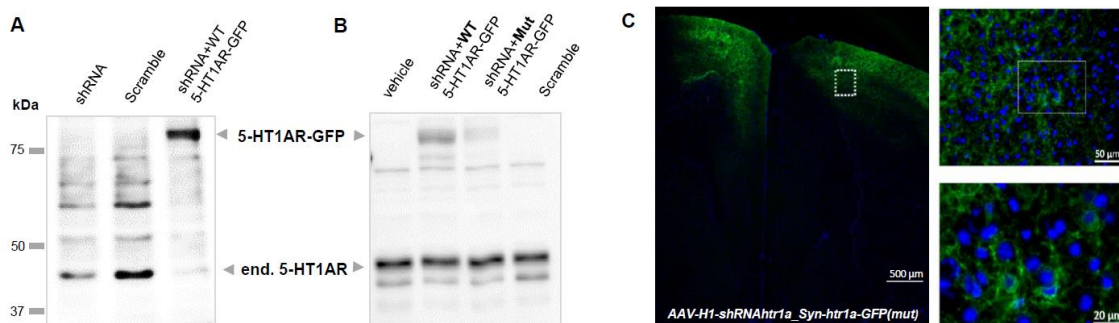 A
shRNA
Scramble
shRNA+WT
5-HT1AR-GFP
kDa
75
50
37
5-HT1AR-GFP
end. 5-HT1AR
B
vehicle
shRNA+WT
5-HT1AR-GFP
shRNA+Mut
5-HT1AR-GFP
Scramble
C
500 µm
AAV-H1-shRNAhtr1a_Syn-htr1a-GFP(mut)
50 µm
20 µm